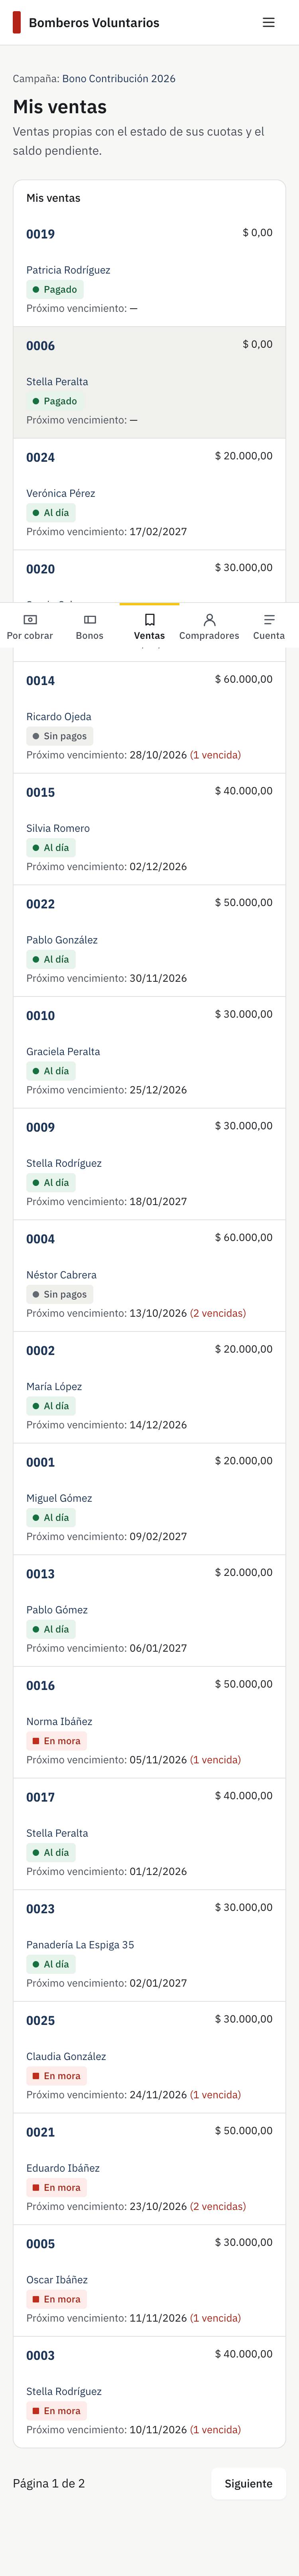 Bomberos Voluntarios
Campaña: Bono Contribución 2026
Mis ventas
Ventas propias con el estado de sus cuotas y el
saldo pendiente.
Mis ventas
0019 $ 0,00
Patricia Rodríguez
Pagado
Próximo vencimiento: —
0006 $ 0,00
Stella Peralta
Pagado
Próximo vencimiento: —
0024 $ 20.000,00
Verónica Pérez
Al día
Próximo vencimiento: 17/02/2027
0020 $ 30.000,00
Por cobrar Bonos Ventas Compradores Cuenta
0014 $ 60.000,00
Ricardo Ojeda
Sin pagos
Próximo vencimiento: 28/10/2026 (1 vencida)
0015 $ 40.000,00
Silvia Romero
Al día
Próximo vencimiento: 02/12/2026
0022 $ 50.000,00
Pablo González
Al día
Próximo vencimiento: 30/11/2026
0010 $ 30.000,00
Graciela Peralta
Al día
Próximo vencimiento: 25/12/2026
0009 $ 30.000,00
Stella Rodríguez
Al día
Próximo vencimiento: 18/01/2027
0004 $ 60.000,00
Néstor Cabrera
Sin pagos
Próximo vencimiento: 13/10/2026 (2 vencidas)
0002 $ 20.000,00
María López
Al día
Próximo vencimiento: 14/12/2026
0001 $ 20.000,00
Miguel Gómez
Al día
Próximo vencimiento: 09/02/2027
0013 $ 20.000,00
Pablo Gómez
Al día
Próximo vencimiento: 06/01/2027
0016 $ 50.000,00
Norma Ibáñez
En mora
Próximo vencimiento: 05/11/2026 (1 vencida)
0017 $ 40.000,00
Stella Peralta
Al día
Próximo vencimiento: 01/12/2026
0023 $ 30.000,00
Panadería La Espiga 35
Al día
Próximo vencimiento: 02/01/2027
0025 $ 30.000,00
Claudia González
En mora
Próximo vencimiento: 24/11/2026 (1 vencida)
0021 $ 50.000,00
Eduardo Ibáñez
En mora
Próximo vencimiento: 23/10/2026 (2 vencidas)
0005 $ 30.000,00
Oscar Ibáñez
En mora
Próximo vencimiento: 11/11/2026 (1 vencida)
0003 $ 40.000,00
Stella Rodríguez
En mora
Próximo vencimiento: 10/11/2026 (1 vencida)
Página 1 de 2 Siguiente